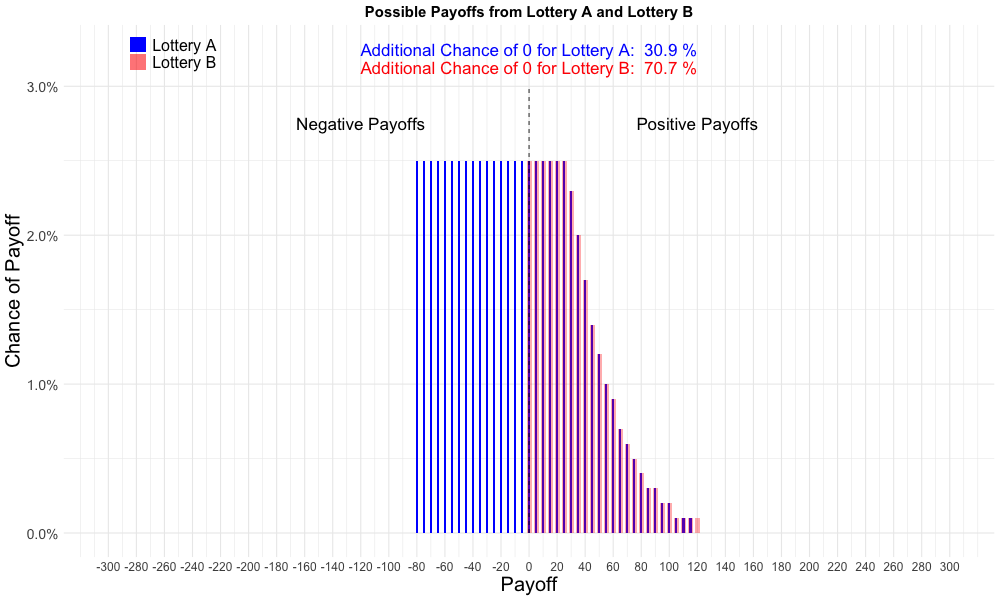 Possible Payoffs from Lottery A and Lottery B
Lottery A
Lottery B
Additional Chance of 0 for Lottery A: 30.9 %
Additional Chance of 0 for Lottery B: 70.7 %
Negative Payoffs
Positive Payoffs
Chance of Payoff
3.0%
2.0%
1.0%
0.0%
-300 -280 -260 -240 -220 -200 -180 -160 -140 -120 -100 -80 -60 -40 -20 0 20 40 60 80 100 120 140 160 180 200 220 240 260 280 300
Payoff